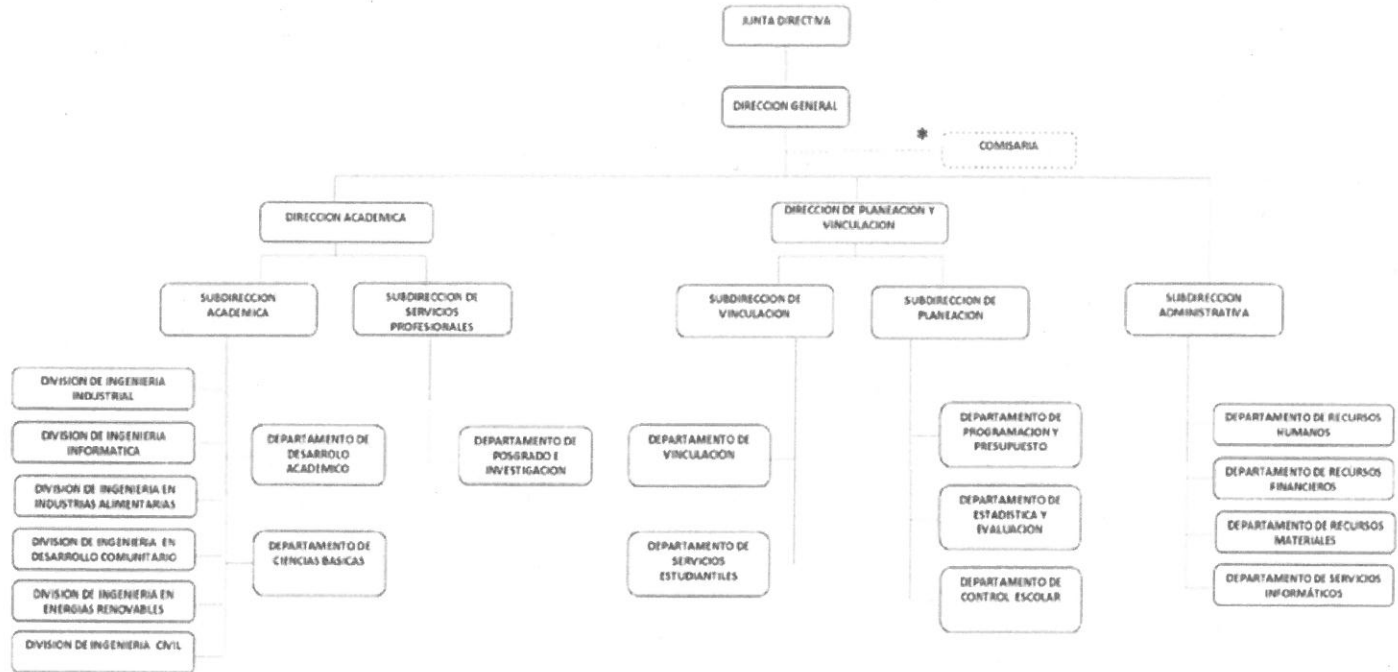 JUNTA DIRECTIVA
DIRECCION GENERAL
*
COMISARIA
DIRECCION ACADEMICA
DIRECCION DE PLANEACION Y
VINCULACION
SUBDIRECCION
ACADEMICA
SUBDIRECCION DE
SERVICIOS
PROFESIONALES
SUBDIRECCION DE
VINCULACION
SUBDIRECCION DE
PLANEACION
SUBDIRECCION
ADMINISTRATIVA
DIVISION DE INGENIERIA
INDUSTRIAL
DIVISION DE INGENIERIA
INFORMATICA
DIVISION DE INGENIERIA EN
INDUSTRIAS ALIMENTARIAS
DIVISION DE INGENIERIA EN
DESARROLLO COMUNITARIO
DIVISION DE INGENIERIA EN
ENERGIAS RENOVABLES
DIVISION DE INGENIERIA CIVIL
DEPARTAMENTO DE
DESARROLO
ACADEMICO
DEPARTAMENTO DE
CIENCIAS BASICAS
DEPARTAMENTO DE
POSGRADO E
INVESTIGACION
DEPARTAMENTO DE
VINCULACION
DEPARTAMENTO DE
SERVICIOS
ESTUDIANTILES
DEPARTAMENTO DE
PROGRAMACION Y
PRESUPUESTO
DEPARTAMENTO DE
ESTADISTICA Y
EVALUACION
DEPARTAMENTO DE
CONTROL ESCOLAR
DEPARTAMENTO DE RECURSOS
HUMANOS
DEPARTAMENTO DE RECURSOS
FINANCIEROS
DEPARTAMENTO DE RECURSOS
MATERIALES
DEPARTAMENTO DE SERVICIOS
INFORMÁTICOS